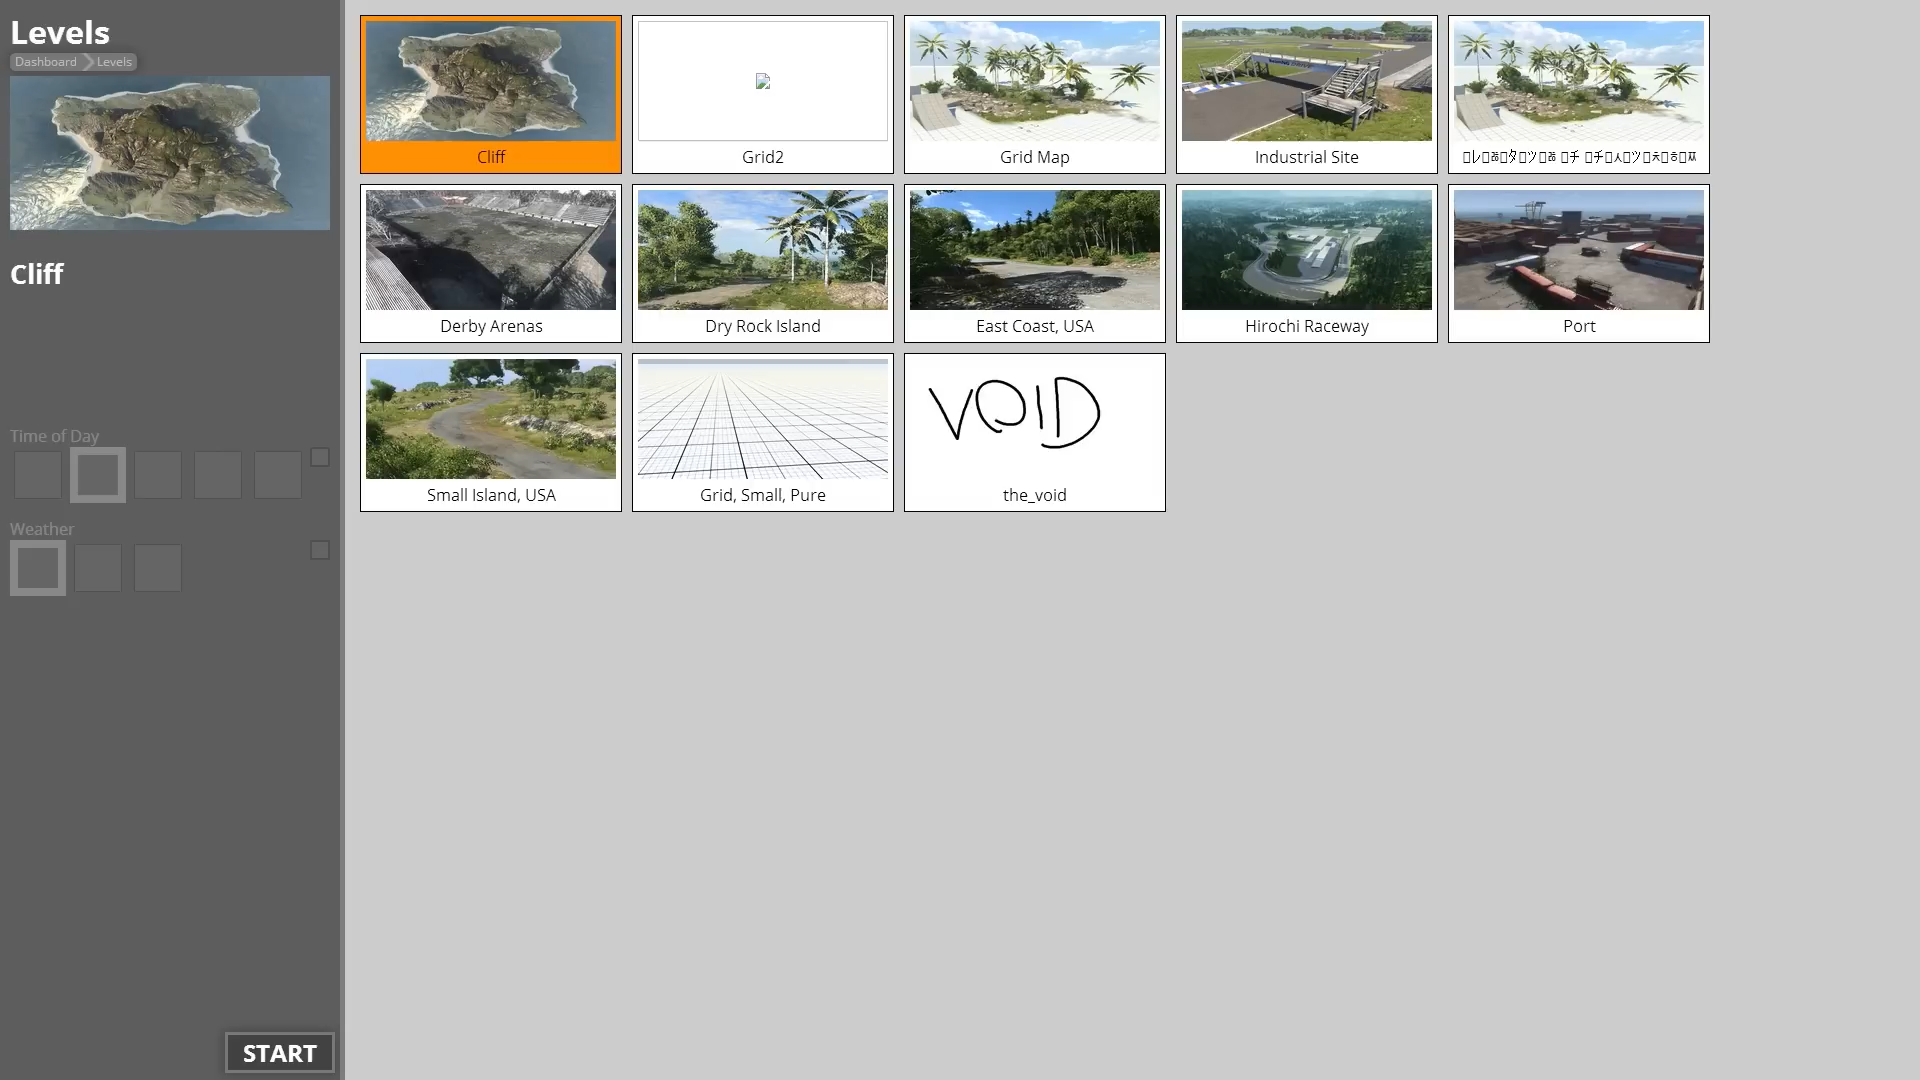 Levels
Dashboard
Levels
Cliff
Time of Day
Weather
START
Cliff
Grid2
Grid Map
Industrial Site
Derby Arenas
Dry Rock Island
East Coast, USA
Hirochi Raceway
Port
Small Island, USA
Grid, Small, Pure
VOID
the_void